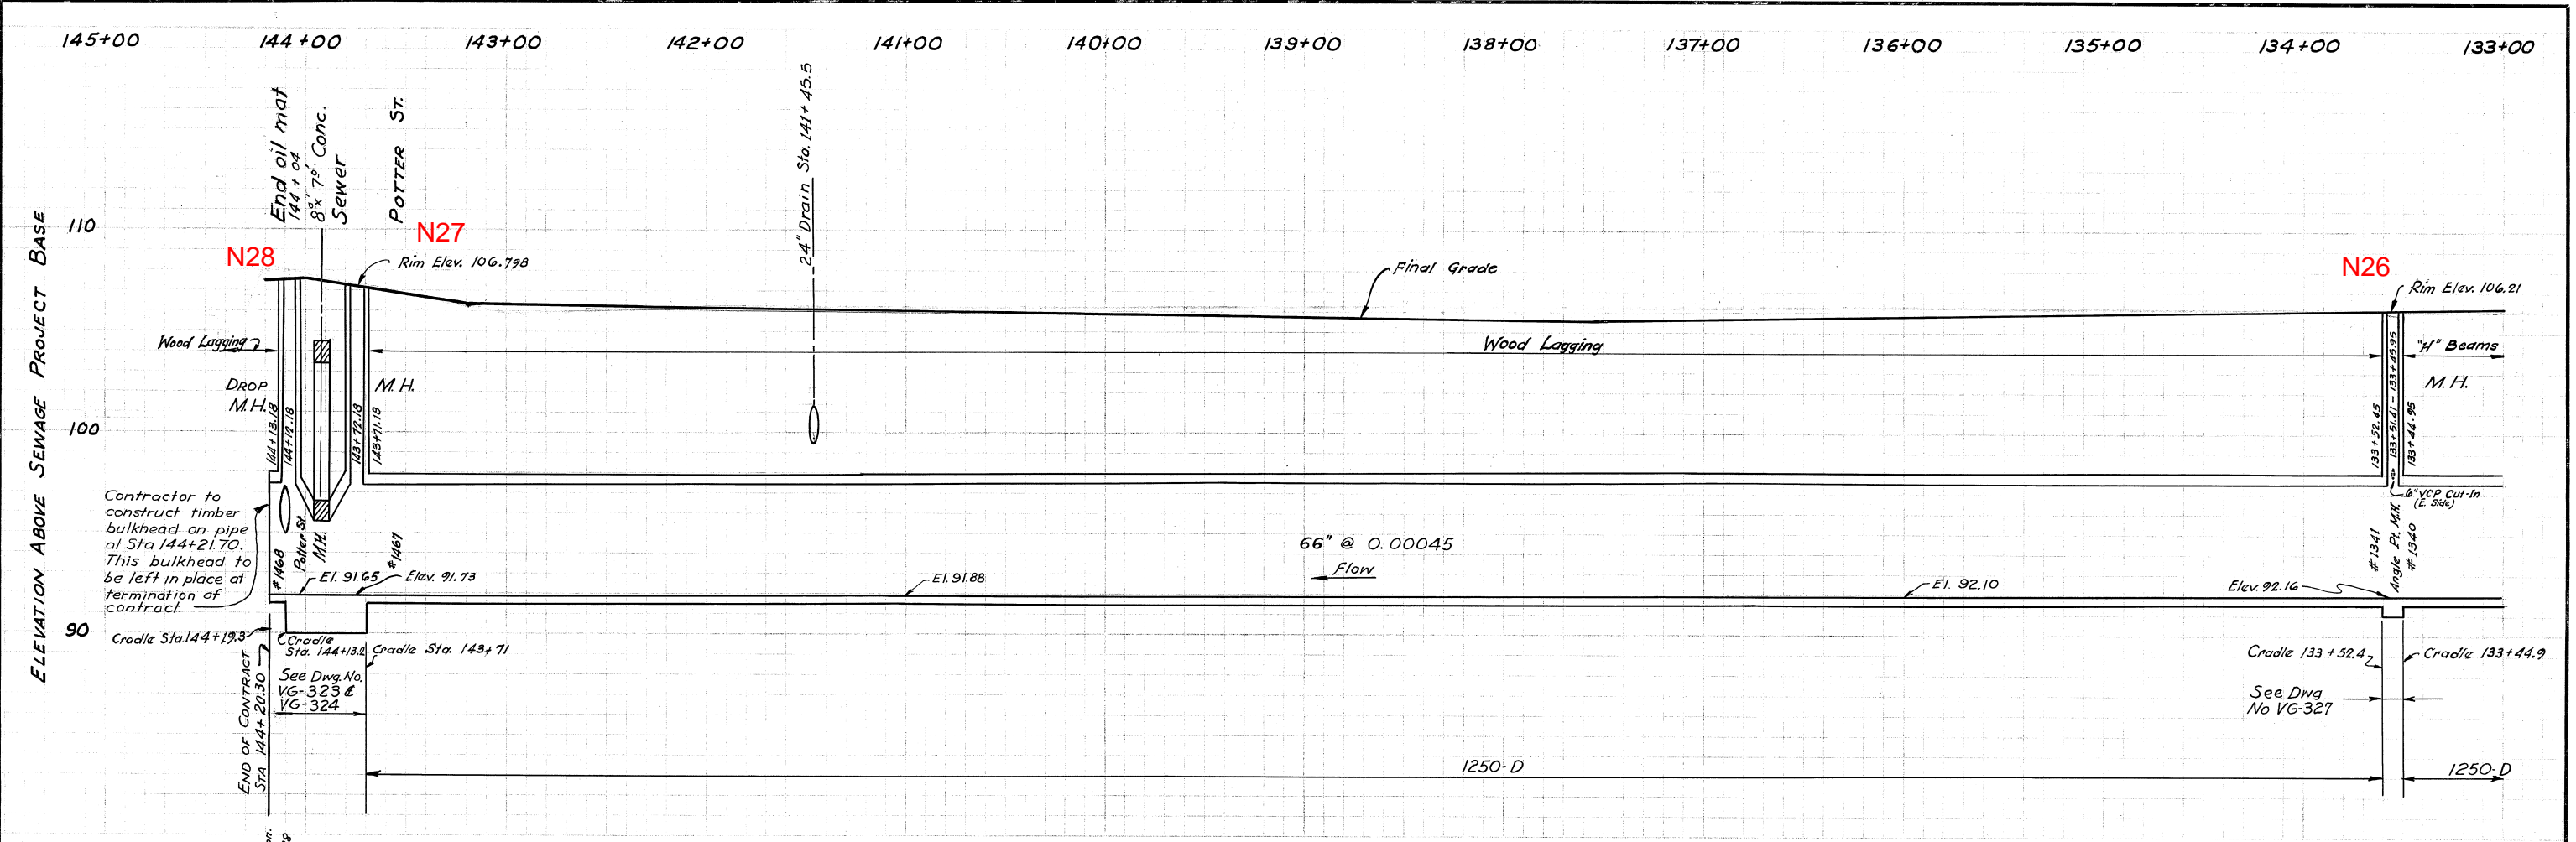 145+00 144+00 143+00 142+00 141+00 140+00 139+00 138+00 137+00 136+00 135+00 134+00 133+00
End oil mat
144+04
8'0" x 7'0" Conc.
Sewer
POTTER ST.
24" Drain Sta. 141+45.5
ELEVATION ABOVE SEWAGE PROJECT BASE
110
100
90
N28
N27
N26
Rim Elev. 106.798
Final Grade
Rim Elev. 106.21
Wood Lagging
Wood Lagging
"H" Beams
DROP
M.H.
M.H.
M.H.
144+13.18
144+12.18
143+72.18
143+71.18
133+52.45
133+51.41 - 133+45.95
133+44.95
6" VCP Cut-In
(E. Side)
Contractor to
construct timber
bulkhead on pipe
at Sta 144+21.70.
This bulkhead to
be left in place at
termination of
contract.
#1468
Potter St.
M.H.
#1467
66" @ 0.00045
Flow
#1341
Angle Pt. M.H.
#1340
El. 91.65
Elev. 91.73
El. 91.88
El. 92.10
Elev. 92.16
Cradle Sta. 144+19.3
Cradle
Sta. 144+13.2
Cradle Sta. 143+71
Cradle 133+52.4
Cradle 133+44.9
See Dwg. No.
VG-323 &
VG-324
See Dwg
No VG-327
END OF CONTRACT
STA 144+20.30
1250-D
1250-D